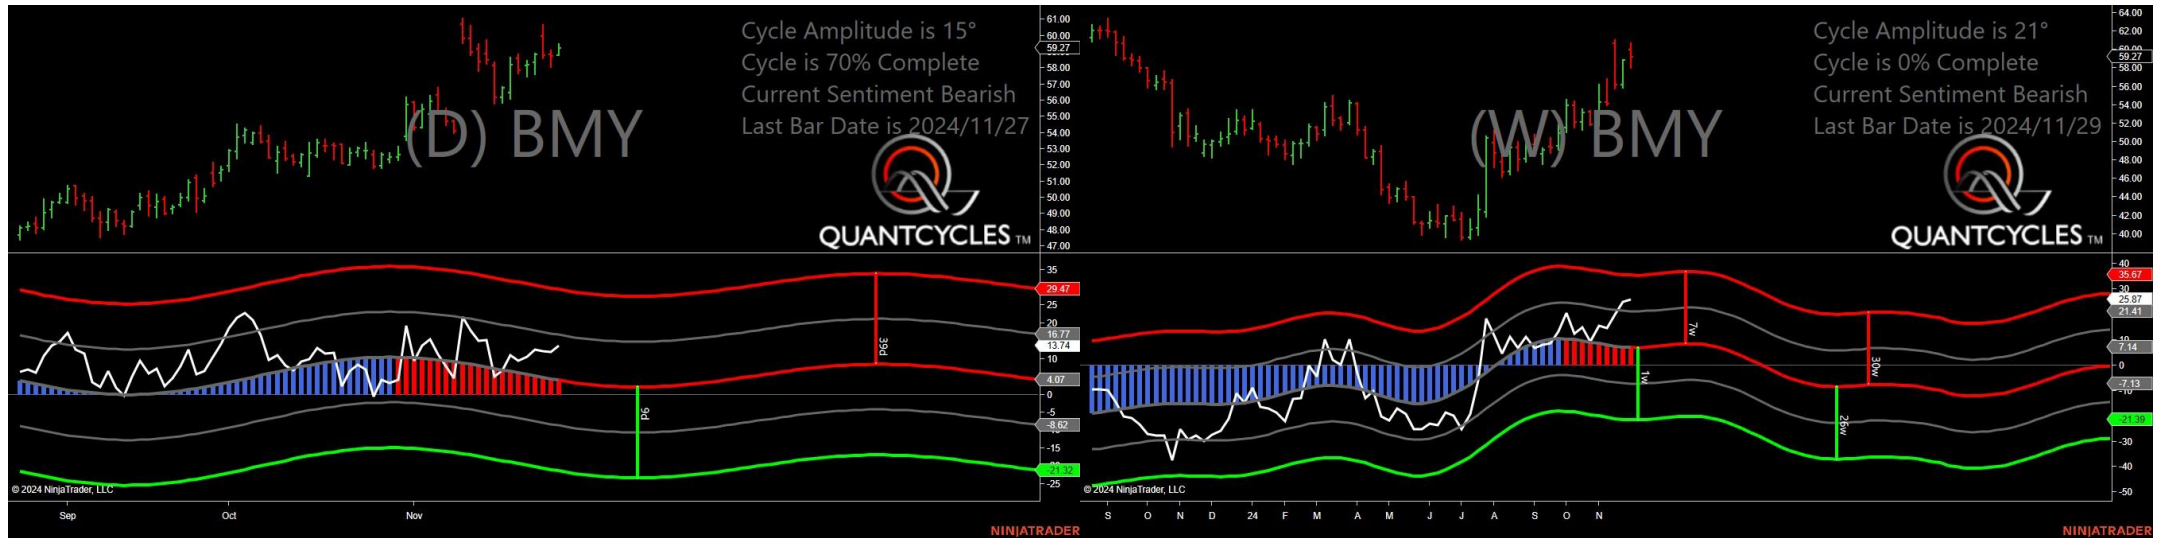 Cycle Amplitude is 15°
Cycle is 70% Complete
Current Sentiment Bearish
Last Bar Date is 2024/11/27
(D) BMY
QUANTCYCLES TM
61.00
60.00
59.27
58.00
57.00
56.00
55.00
54.00
53.00
52.00
51.00
50.00
49.00
48.00
47.00
35
29.47
25
20
16.77
13.74
10
4.07
0
-5
-8.62
-15
-21.32
-25
39d
9d
© 2024 NinjaTrader, LLC
Sep Oct Nov
NINJATRADER
Cycle Amplitude is 21°
Cycle is 0% Complete
Current Sentiment Bearish
Last Bar Date is 2024/11/29
(W) BMY
QUANTCYCLES TM
64.00
62.00
59.27
58.00
56.00
54.00
52.00
50.00
48.00
46.00
44.00
42.00
40.00
40
35.67
30
25.87
21.41
7.14
0
-7.13
-10
-21.39
-30
-40
-50
7w
1w
30w
26w
© 2024 NinjaTrader, LLC
S O N D 24 F M A M J J A S O N
NINJATRADER